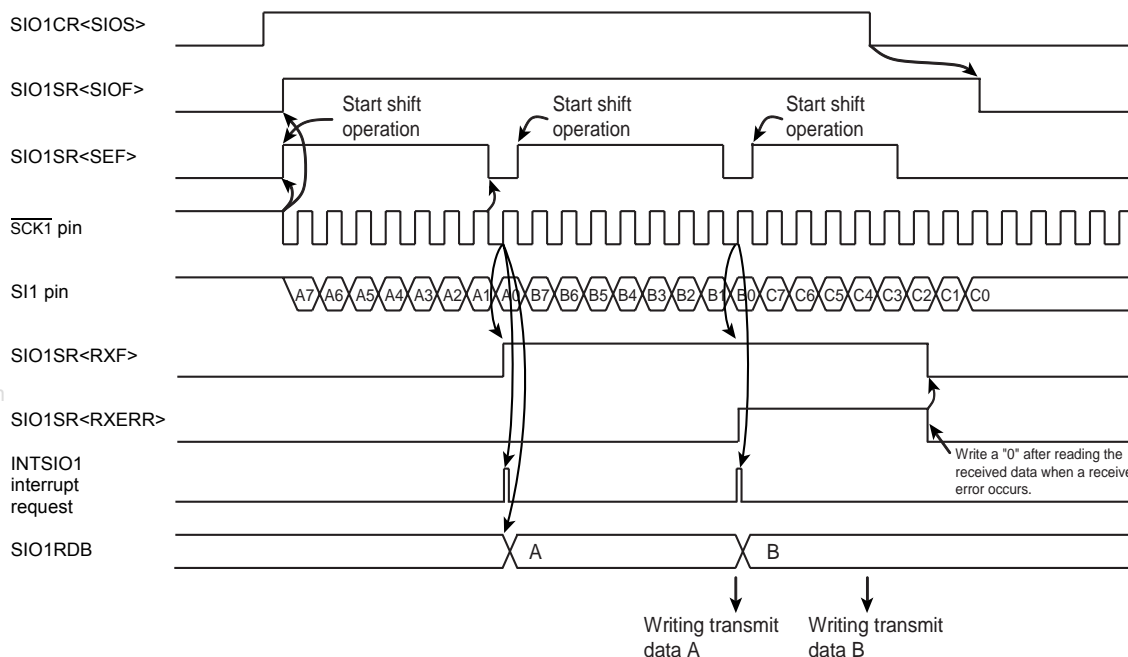 SIO1CR<SIOS>
SIO1SR<SIOF>
Start shift
operation
Start shift
operation
Start shift
operation
SIO1SR<SEF>
SCK1 pin
SI1 pin
A7 A6 A5 A4 A3 A2 A1 A0 B7 B6 B5 B4 B3 B2 B1 B0 C7 C6 C5 C4 C3 C2 C1 C0
SIO1SR<RXF>
SIO1SR<RXERR>
Write a "0" after reading the
received data when a receive
error occurs.
INTSIO1
interrupt
request
SIO1RDB
A
B
Writing transmit
data A
Writing transmit
data B